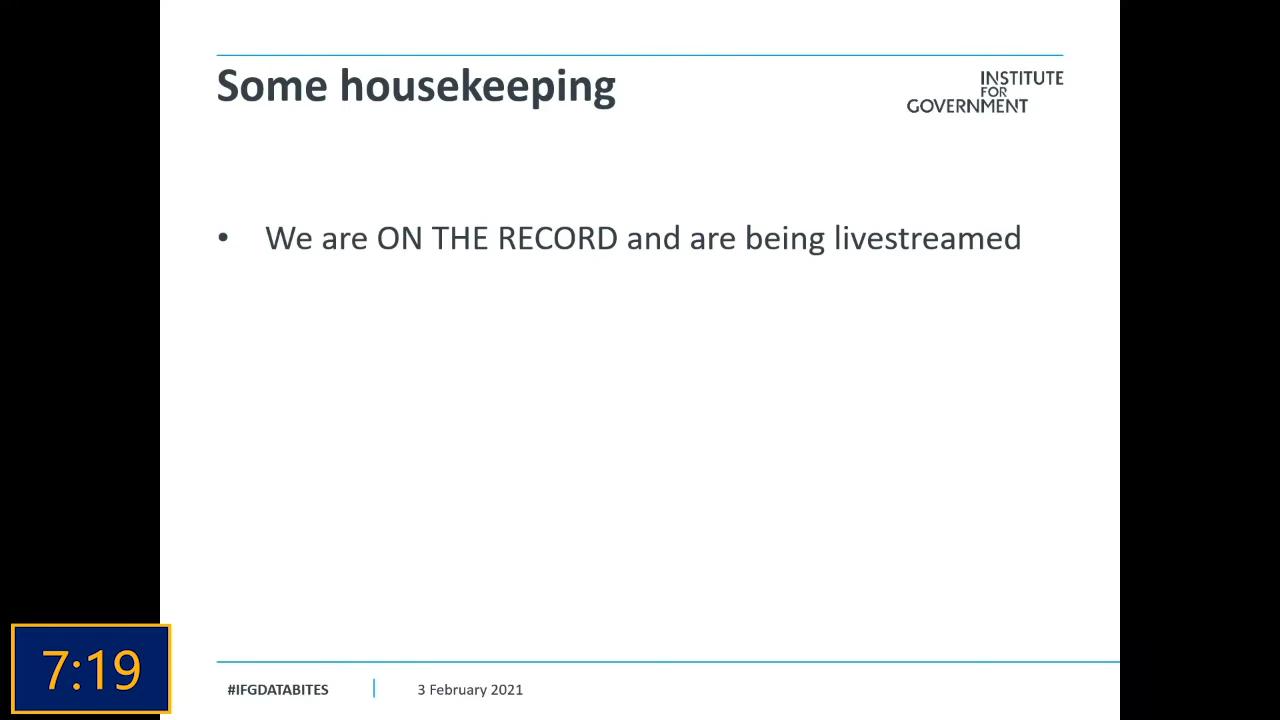 Some housekeeping
INSTITUTE
FOR
GOVERNMENT
• We are ON THE RECORD and are being livestreamed
7:19
#IFGDATABITES
3 February 2021